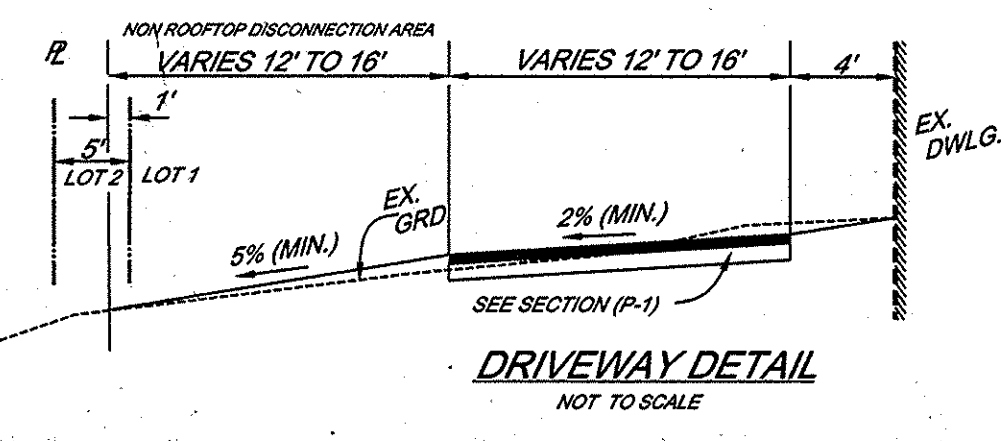 NON ROOFTOP DISCONNECTION AREA
PL
VARIES 12' TO 16'
VARIES 12' TO 16'
4'
1'
5'
LOT 2
LOT 1
EX.
DWLG.
EX.
GRD
5% (MIN.)
2% (MIN.)
SEE SECTION (P-1)
DRIVEWAY DETAIL
NOT TO SCALE